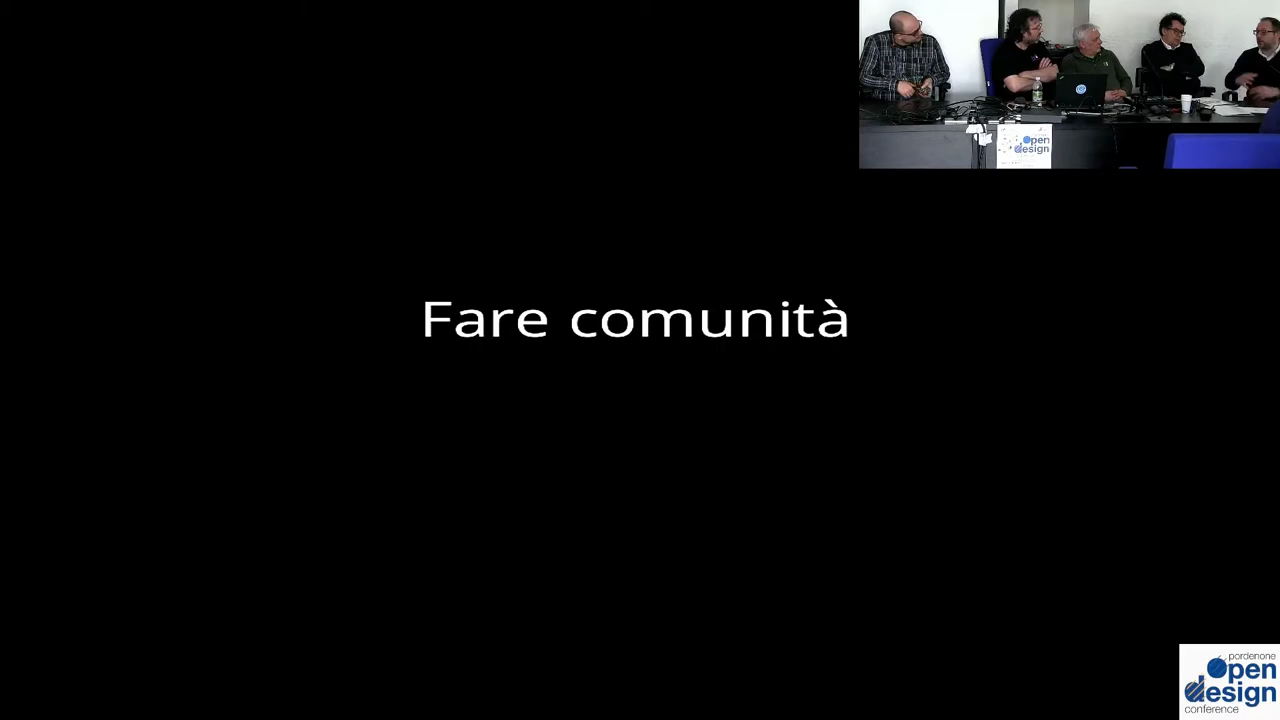 open
design
Fare comunità
pordenone
open
design
conference